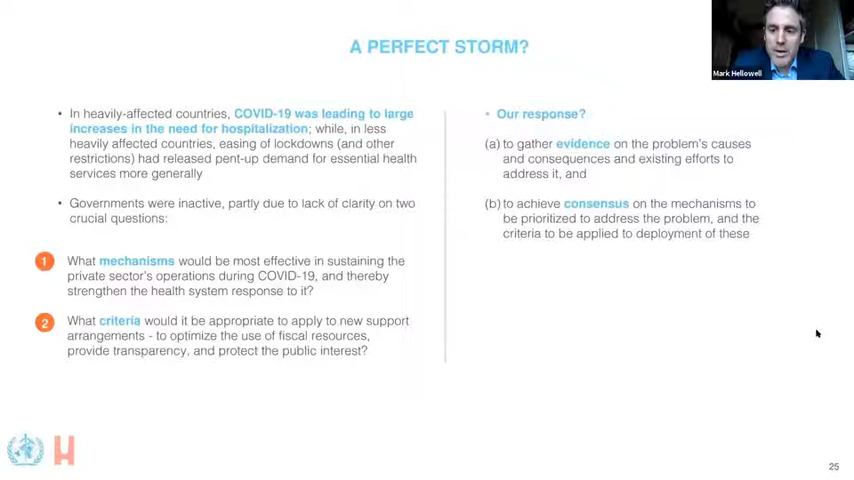 A PERFECT STORM?
Mark Hellowell
• In heavily-affected countries, COVID-19 was leading to large
increases in the need for hospitalization; while, in less
heavily affected countries, easing of lockdowns (and other
restrictions) had released pent-up demand for essential health
services more generally
• Governments were inactive, partly due to lack of clarity on two
crucial questions:
1 What mechanisms would be most effective in sustaining the
private sector's operations during COVID-19, and thereby
strengthen the health system response to it?
2 What criteria would it be appropriate to apply to new support
arrangements - to optimize the use of fiscal resources,
provide transparency, and protect the public interest?
• Our response?
(a) to gather evidence on the problem's causes
and consequences and existing efforts to
address it, and
(b) to achieve consensus on the mechanisms to
be prioritized to address the problem, and the
criteria to be applied to deployment of these
25